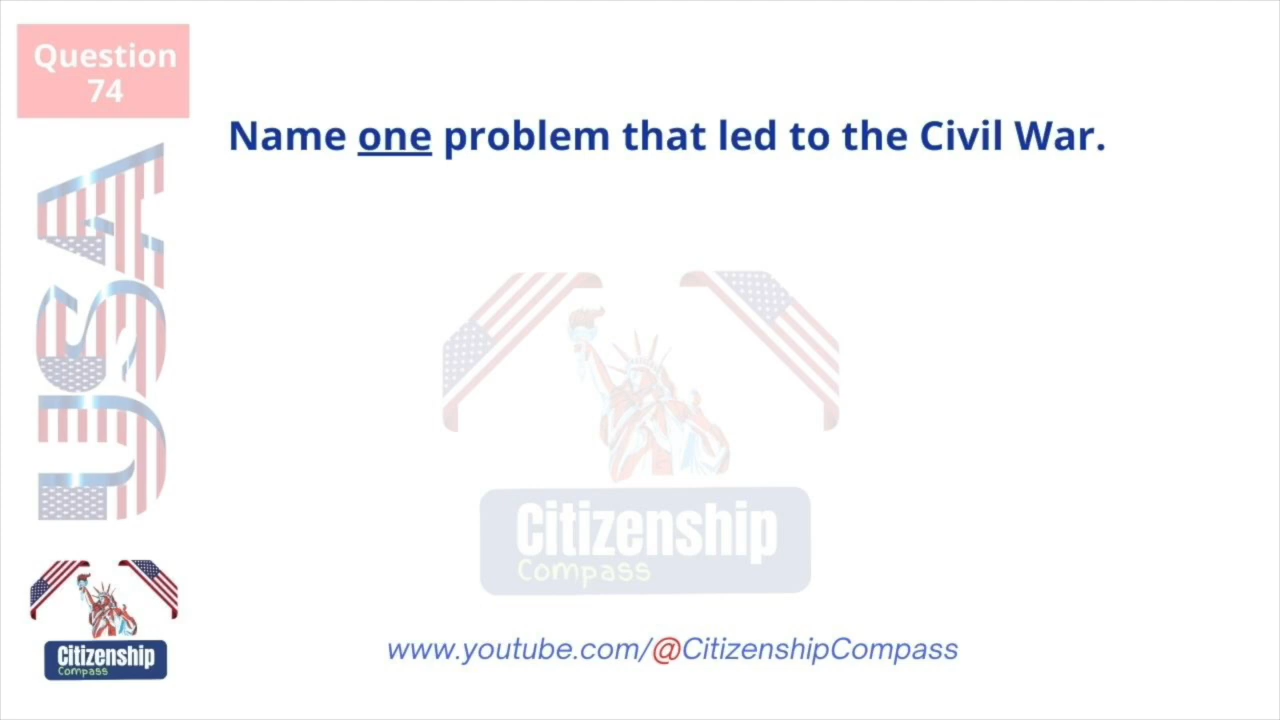 Question
74
Name one problem that led to the Civil War.
USA
Citizenship
Compass
Citizenship
Compass
www.youtube.com/@CitizenshipCompass